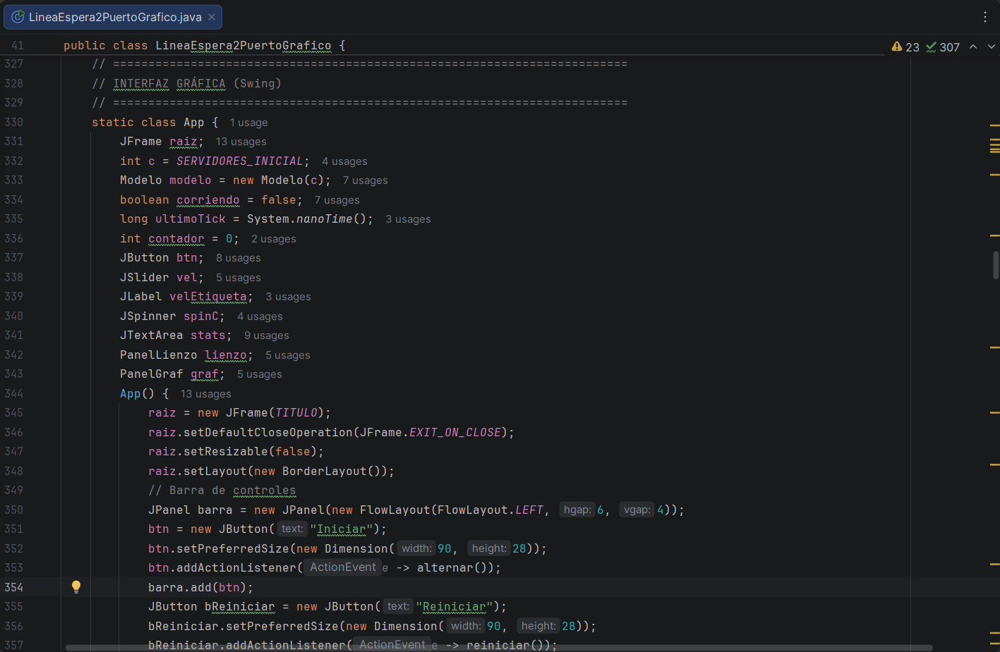 LineaEspera2PuertoGrafico.java
41 public class LineaEspera2PuertoGrafico { 23 307
327 // =========================================================================
328 // INTERFAZ GRÁFICA (Swing)
329 // =========================================================================
330 static class App { 1 usage
331 JFrame raiz; 13 usages
332 int c = SERVIDORES_INICIAL; 4 usages
333 Modelo modelo = new Modelo(c); 7 usages
334 boolean corriendo = false; 7 usages
335 long ultimoTick = System.nanoTime(); 3 usages
336 int contador = 0; 2 usages
337 JButton btn; 8 usages
338 JSlider vel; 5 usages
339 JLabel velEtiqueta; 3 usages
340 JSpinner spinC; 4 usages
341 JTextArea stats; 9 usages
342 PanelLienzo lienzo; 5 usages
343 PanelGraf graf; 5 usages
344 App() { 13 usages
345 raiz = new JFrame(TITULO);
346 raiz.setDefaultCloseOperation(JFrame.EXIT_ON_CLOSE);
347 raiz.setResizable(false);
348 raiz.setLayout(new BorderLayout());
349 // Barra de controles
350 JPanel barra = new JPanel(new FlowLayout(FlowLayout.LEFT, hgap: 6, vgap: 4));
351 btn = new JButton( text: "Iniciar");
352 btn.setPreferredSize(new Dimension( width: 90, height: 28));
353 btn.addActionListener( ActionEvent e -> alternar());
354 barra.add(btn);
355 JButton bReiniciar = new JButton( text: "Reiniciar");
356 bReiniciar.setPreferredSize(new Dimension( width: 90, height: 28));
357 bReiniciar.addActionListener( ActionEvent e -> reiniciar());